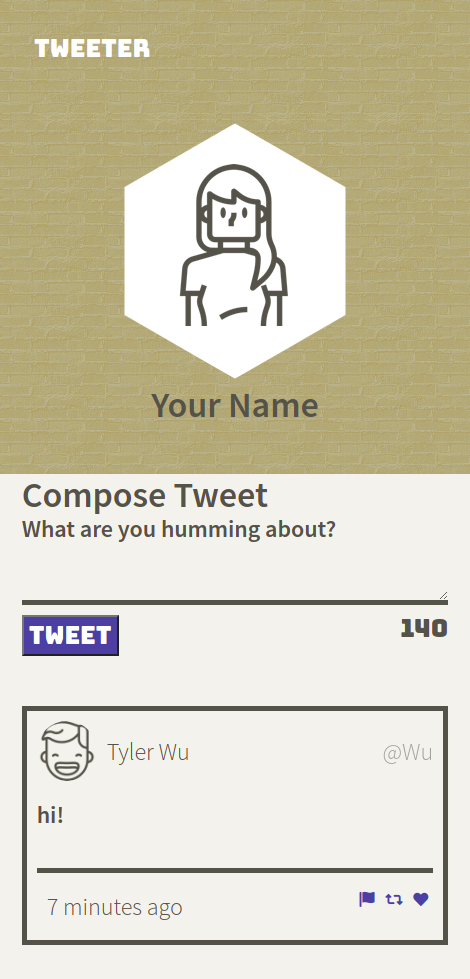 TWEETER
Your Name
Compose Tweet
What are you humming about?
TWEET 140
Tyler Wu @Wu
hi!
7 minutes ago